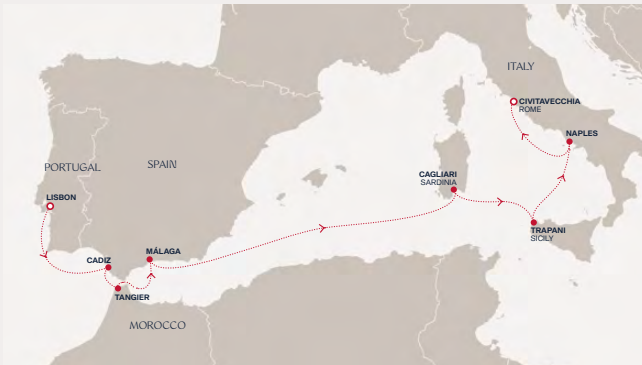 ITALY
CIVITAVECCHIA
ROME
NAPLES
PORTUGAL
SPAIN
CAGLIARI
SARDINIA
LISBON
TRAPANI
SICILY
MÁLAGA
CADIZ
TANGIER
MOROCCO